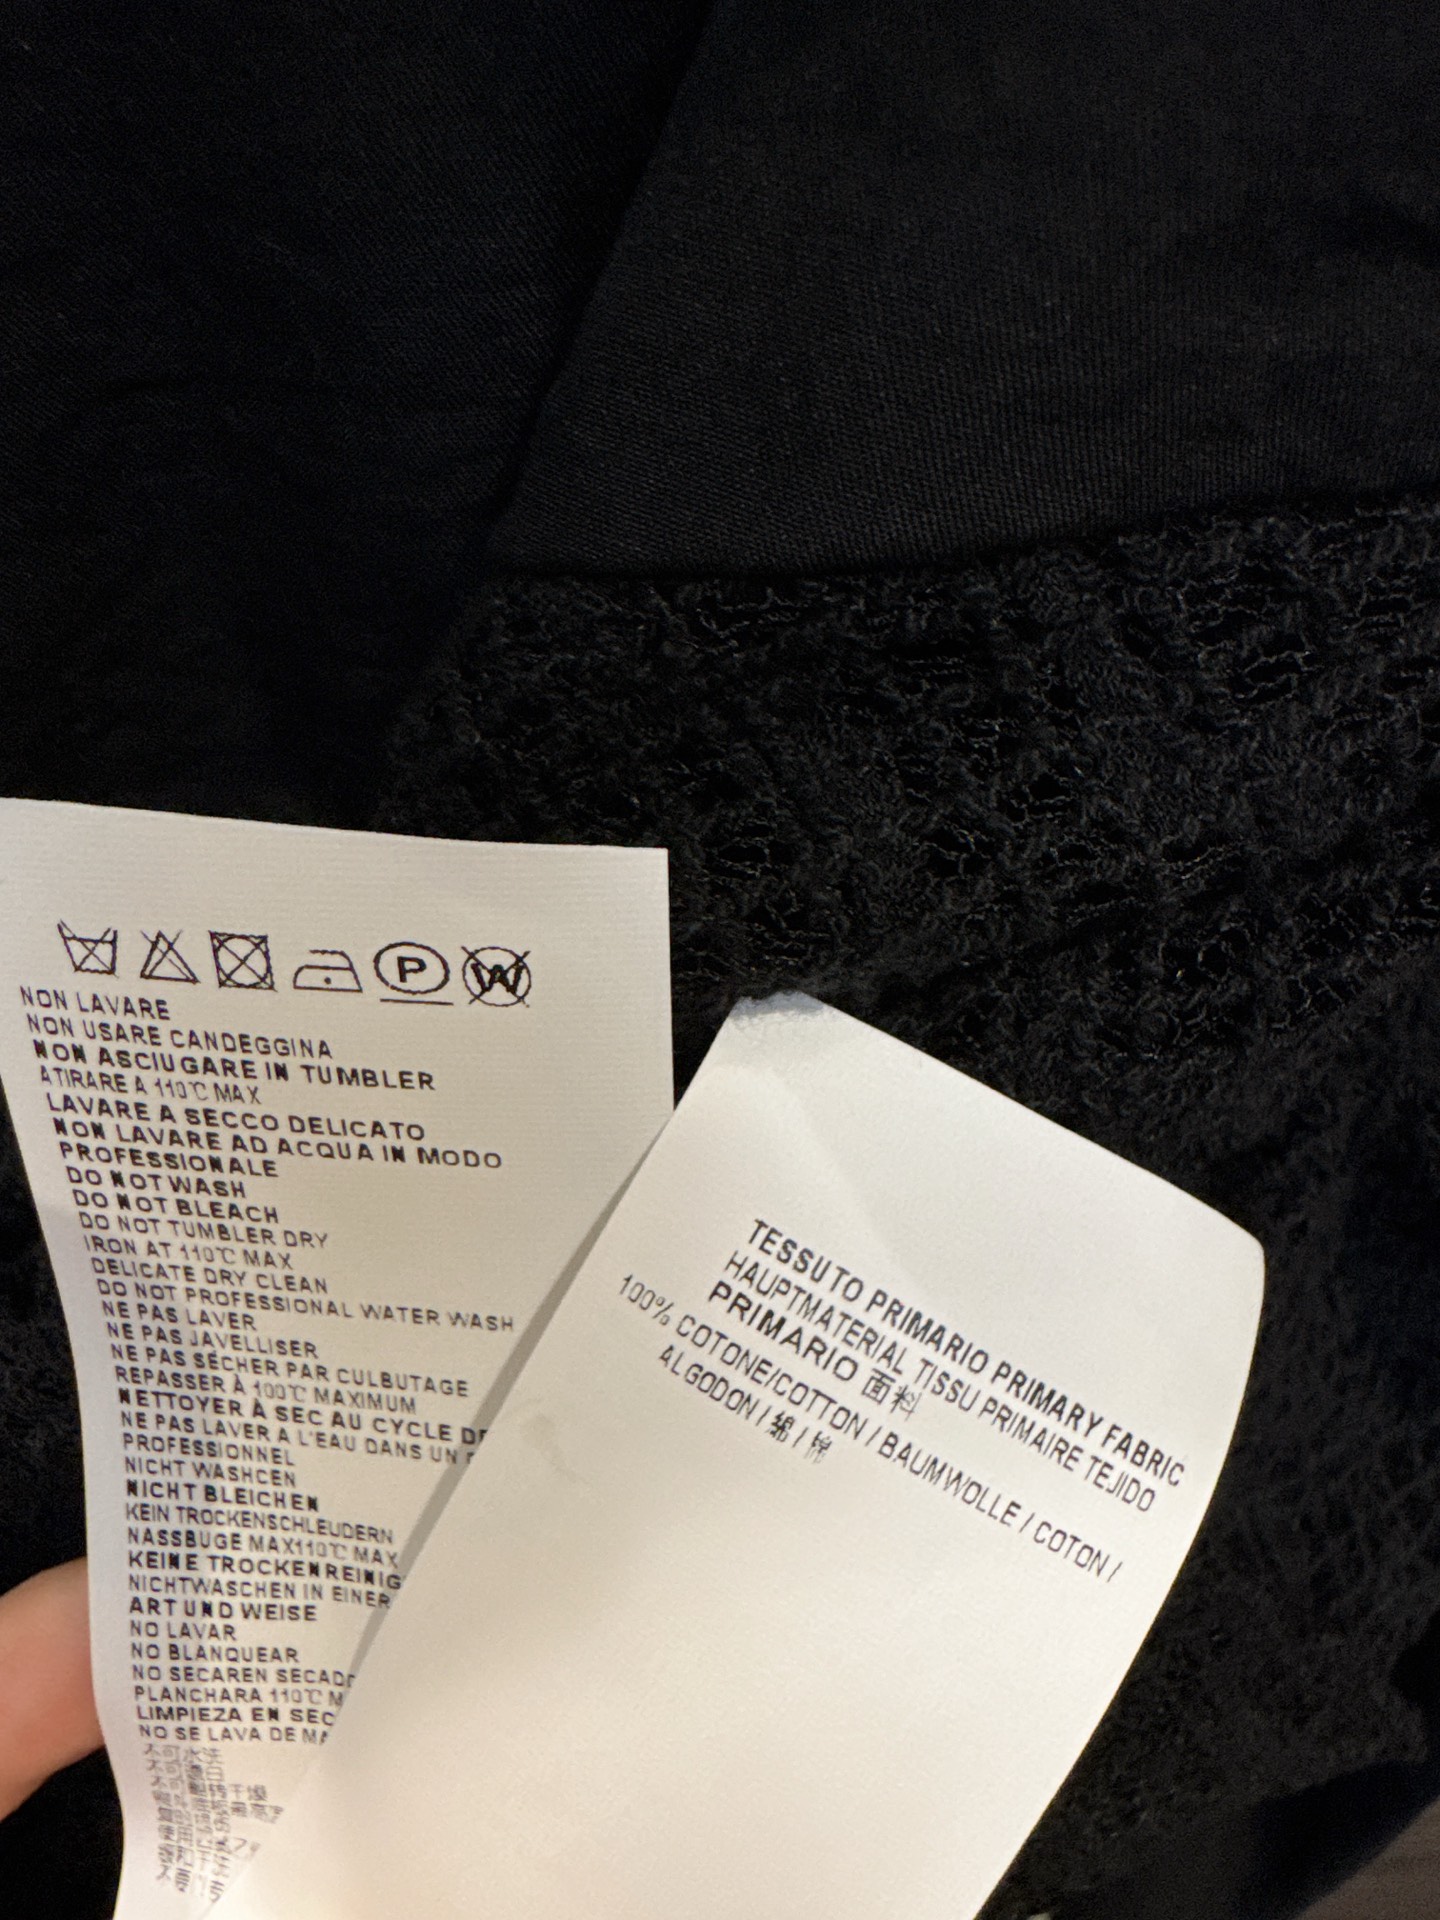 P
W
NON LAVARE
NON USARE CANDEGGINA
NON ASCIUGARE IN TUMBLER
ATIRARE A 110℃ MAX
LAVARE A SECCO DELICATO
NON LAVARE AD ACQUA IN MODO
PROFESSIONALE
DO NOT WASH
DO NOT BLEACH
DO NOT TUMBLER DRY
IRON AT 110℃ MAX
DELICATE DRY CLEAN
DO NOT PROFESSIONAL WATER WASH
NE PAS LAVER
NE PAS JAVELLISER
NE PAS SÉCHER PAR CULBUTAGE
REPASSER À 100℃ MAXIMUM
NETTOYER À SEC AU CYCLE
NE PAS LAVER A L'EAU DANS UN
PROFESSIONNEL
NICHT WASHCEN
NICHT BLEICHEN
KEIN TROCKENSCHLEUDERN
NASSBUGE MAX110℃ MAX
KEINE TROCKENREINIG
NICHTWASCHEN IN EINER
ART UND WEISE
NO LAVAR
NO BLANQUEAR
NO SECAREN SECADO
PLANCHARA 110℃ M
LIMPIEZA EN SEC
NO SE LAVA DE
不可水洗
TESSUTO PRIMARIO PRIMARY FABRIC
HAUPTMATERIAL TISSU PRIMAIRE TEJIDO
PRIMARIO 面料
100% COTONE/COTTON / BAUMWOLLE / COTON /
ALGODON / 綿 / 棉